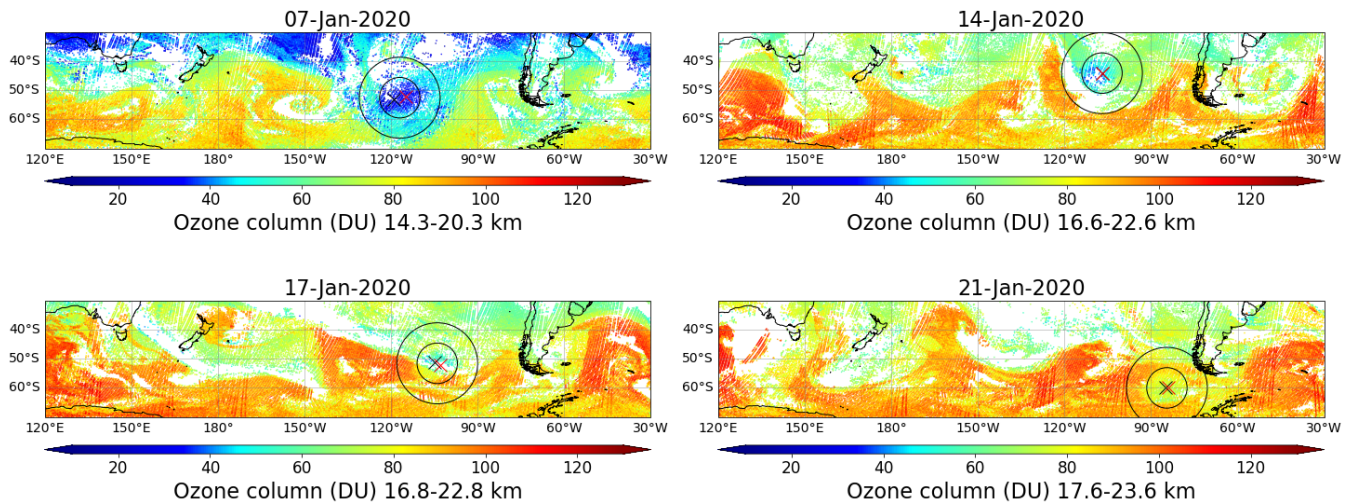 07-Jan-2020
40°S
50°S
60°S
120°E 150°E 180° 150°W 120°W 90°W 60°W 30°W
20 40 60 80 100 120
Ozone column (DU) 14.3-20.3 km
14-Jan-2020
40°S
50°S
60°S
120°E 150°E 180° 150°W 120°W 90°W 60°W 30°W
20 40 60 80 100 120
Ozone column (DU) 16.6-22.6 km
17-Jan-2020
40°S
50°S
60°S
120°E 150°E 180° 150°W 120°W 90°W 60°W 30°W
20 40 60 80 100 120
Ozone column (DU) 16.8-22.8 km
21-Jan-2020
40°S
50°S
60°S
120°E 150°E 180° 150°W 120°W 90°W 60°W 30°W
20 40 60 80 100 120
Ozone column (DU) 17.6-23.6 km